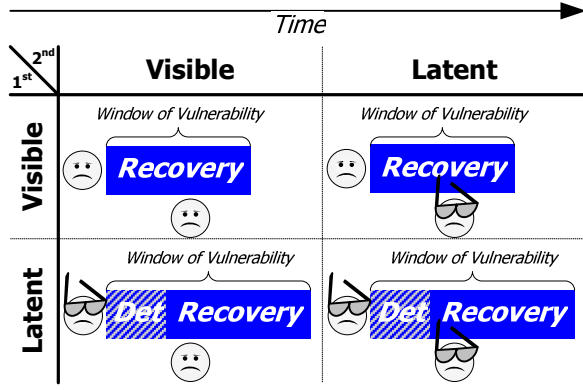 Time
2nd
1st
Visible Latent
Visible
Window of Vulnerability Window of Vulnerability
Recovery Recovery
Latent
Window of Vulnerability Window of Vulnerability
Det Recovery Det Recovery